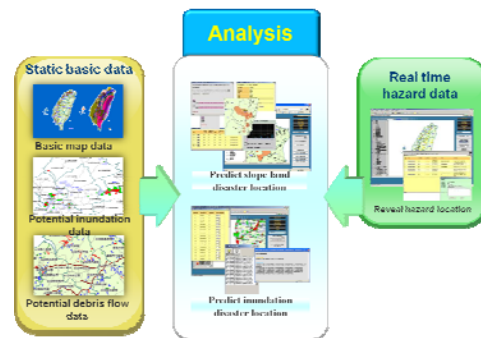 Analysis
Static basic data
Basic map data
Potential inundation
data
Potential debris flow
data
Predict slope land
disaster location
Predict inundation
disaster location
Real time
hazard data
Reveal hazard location